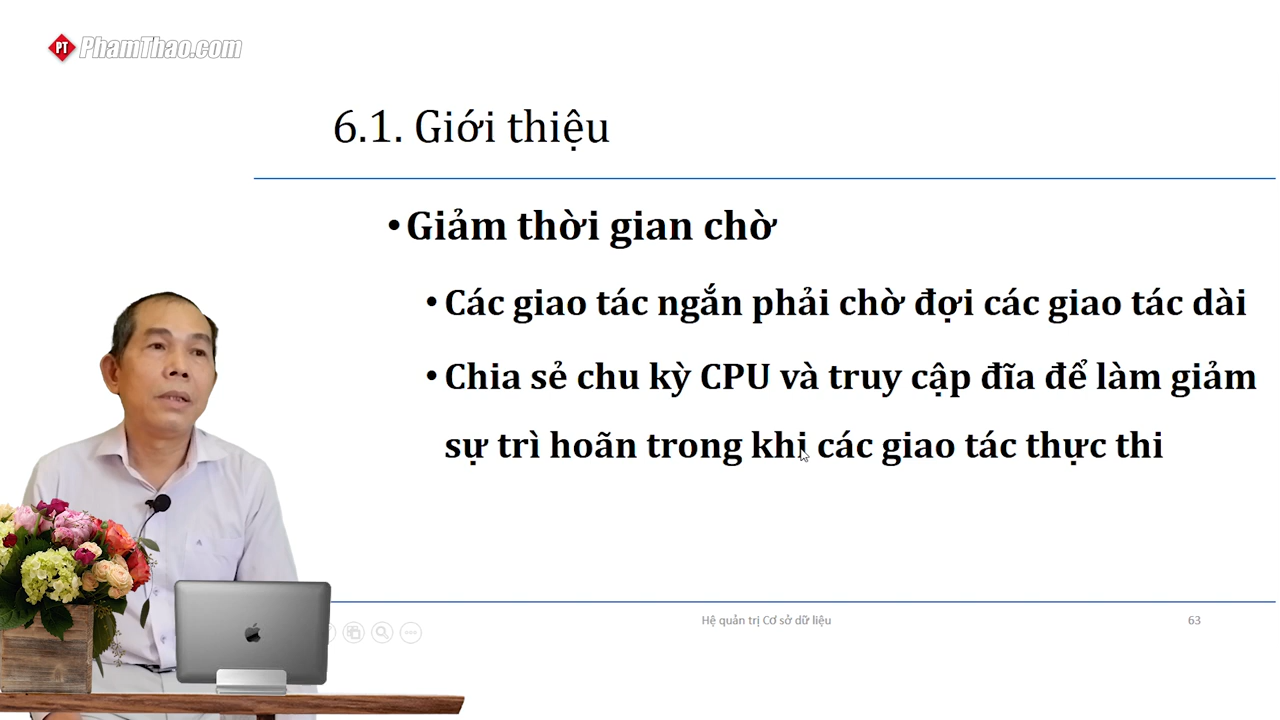 PT PhamThao.com
6.1. Giới thiệu
•Giảm thời gian chờ
•Các giao tác ngắn phải chờ đợi các giao tác dài
•Chia sẻ chu kỳ CPU và truy cập đĩa để làm giảm
sự trì hoãn trong khi các giao tác thực thi
Hệ quản trị Cơ sở dữ liệu
63